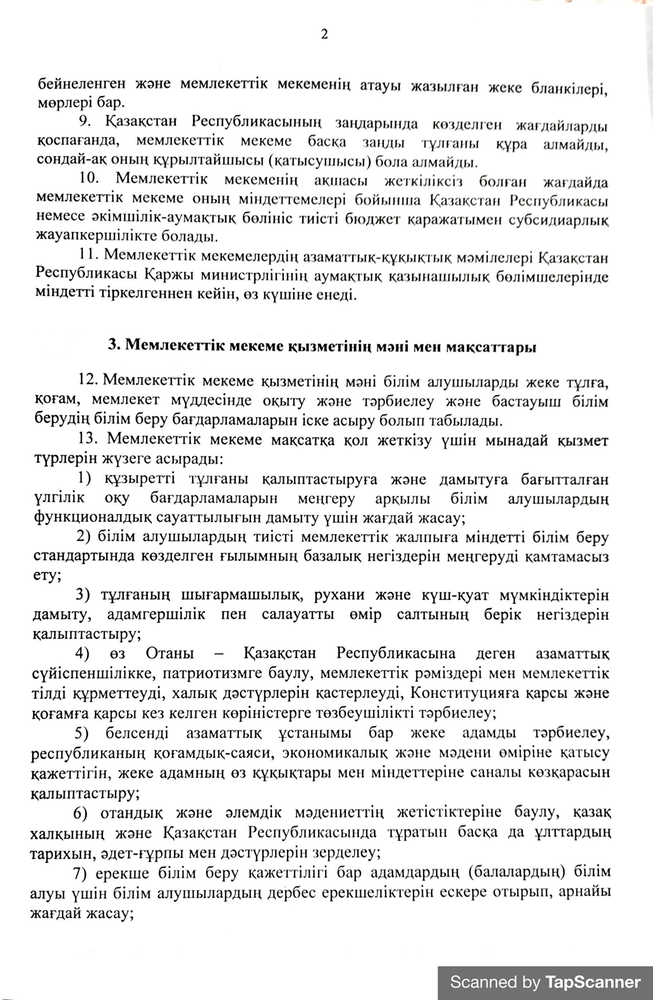 2
бейнеленген және мемлекеттік мекеменің атауы жазылған жеке бланкілері,
мөрлері бар.
9. Қазақстан Республикасының заңдарында көзделген жағдайларды
қоспағанда, мемлекеттік мекеме басқа заңды тұлғаны құра алмайды,
сондай-ақ оның құрылтайшысы (қатысушысы) бола алмайды.
10. Мемлекеттік мекеменің ақшасы жеткіліксіз болған жағдайда
мемлекеттік мекеме оның міндеттемелері бойынша Қазақстан Республикасы
немесе әкімшілік-аумақтық бөлініс тиісті бюджет қаражатымен субсидиарлық
жауапкершілікте болады.
11. Мемлекеттік мекемелердің азаматтық-құқықтық мәмілелері Қазақстан
Республикасы Қаржы министрлігінің аумақтық қазынашылық бөлімшелерінде
міндетті тіркелгеннен кейін, өз күшіне енеді.
3. Мемлекеттік мекеме қызметінің мәні мен мақсаттары
12. Мемлекеттік мекеме қызметінің мәні білім алушыларды жеке тұлға,
қоғам, мемлекет мүддесінде оқыту және тәрбиелеу және бастауыш білім
берудің білім беру бағдарламаларын іске асыру болып табылады.
13. Мемлекеттік мекеме мақсатқа қол жеткізу үшін мынадай қызмет
түрлерін жүзеге асырады:
1) құзыретті тұлғаны қалыптастыруға және дамытуға бағытталған
үлгілік оқу бағдарламаларын меңгеру арқылы білім алушылардың
функционалдық сауаттылығын дамыту үшін жағдай жасау;
2) білім алушылардың тиісті мемлекеттік жалпыға міндетті білім беру
стандартында көзделген ғылымның базалық негіздерін меңгеруді қамтамасыз
ету;
3) тұлғаның шығармашылық, рухани және күш-қуат мүмкіндіктерін
дамыту, адамгершілік пен салауатты өмір салтының берік негіздерін
қалыптастыру;
4) өз Отаны – Қазақстан Республикасына деген азаматтық
сүйіспеншілікке, патриотизмге баулу, мемлекеттік рәміздері мен мемлекеттік
тілді құрметтеуді, халық дәстүрлерін қастерлеуді, Конституцияға қарсы және
қоғамға қарсы кез келген көріністерге төзбеушілікті тәрбиелеу;
5) белсенді азаматтық ұстанымы бар жеке адамды тәрбиелеу,
республиканың қоғамдық-саяси, экономикалық және мәдени өміріне қатысу
қажеттігін, жеке адамның өз құқықтары мен міндеттеріне саналы көзқарасын
қалыптастыру;
6) отандық және әлемдік мәдениеттің жетістіктеріне баулу, қазақ
халқының және Қазақстан Республикасында тұратын басқа да ұлттардың
тарихын, әдет-ғұрпы мен дәстүрлерін зерделеу;
7) ерекше білім беру қажеттілігі бар адамдардың (балалардың) білім
алуы үшін білім алушылардың дербес ерекшеліктерін ескере отырып, арнайы
жағдай жасау;
Scanned by TapScanner